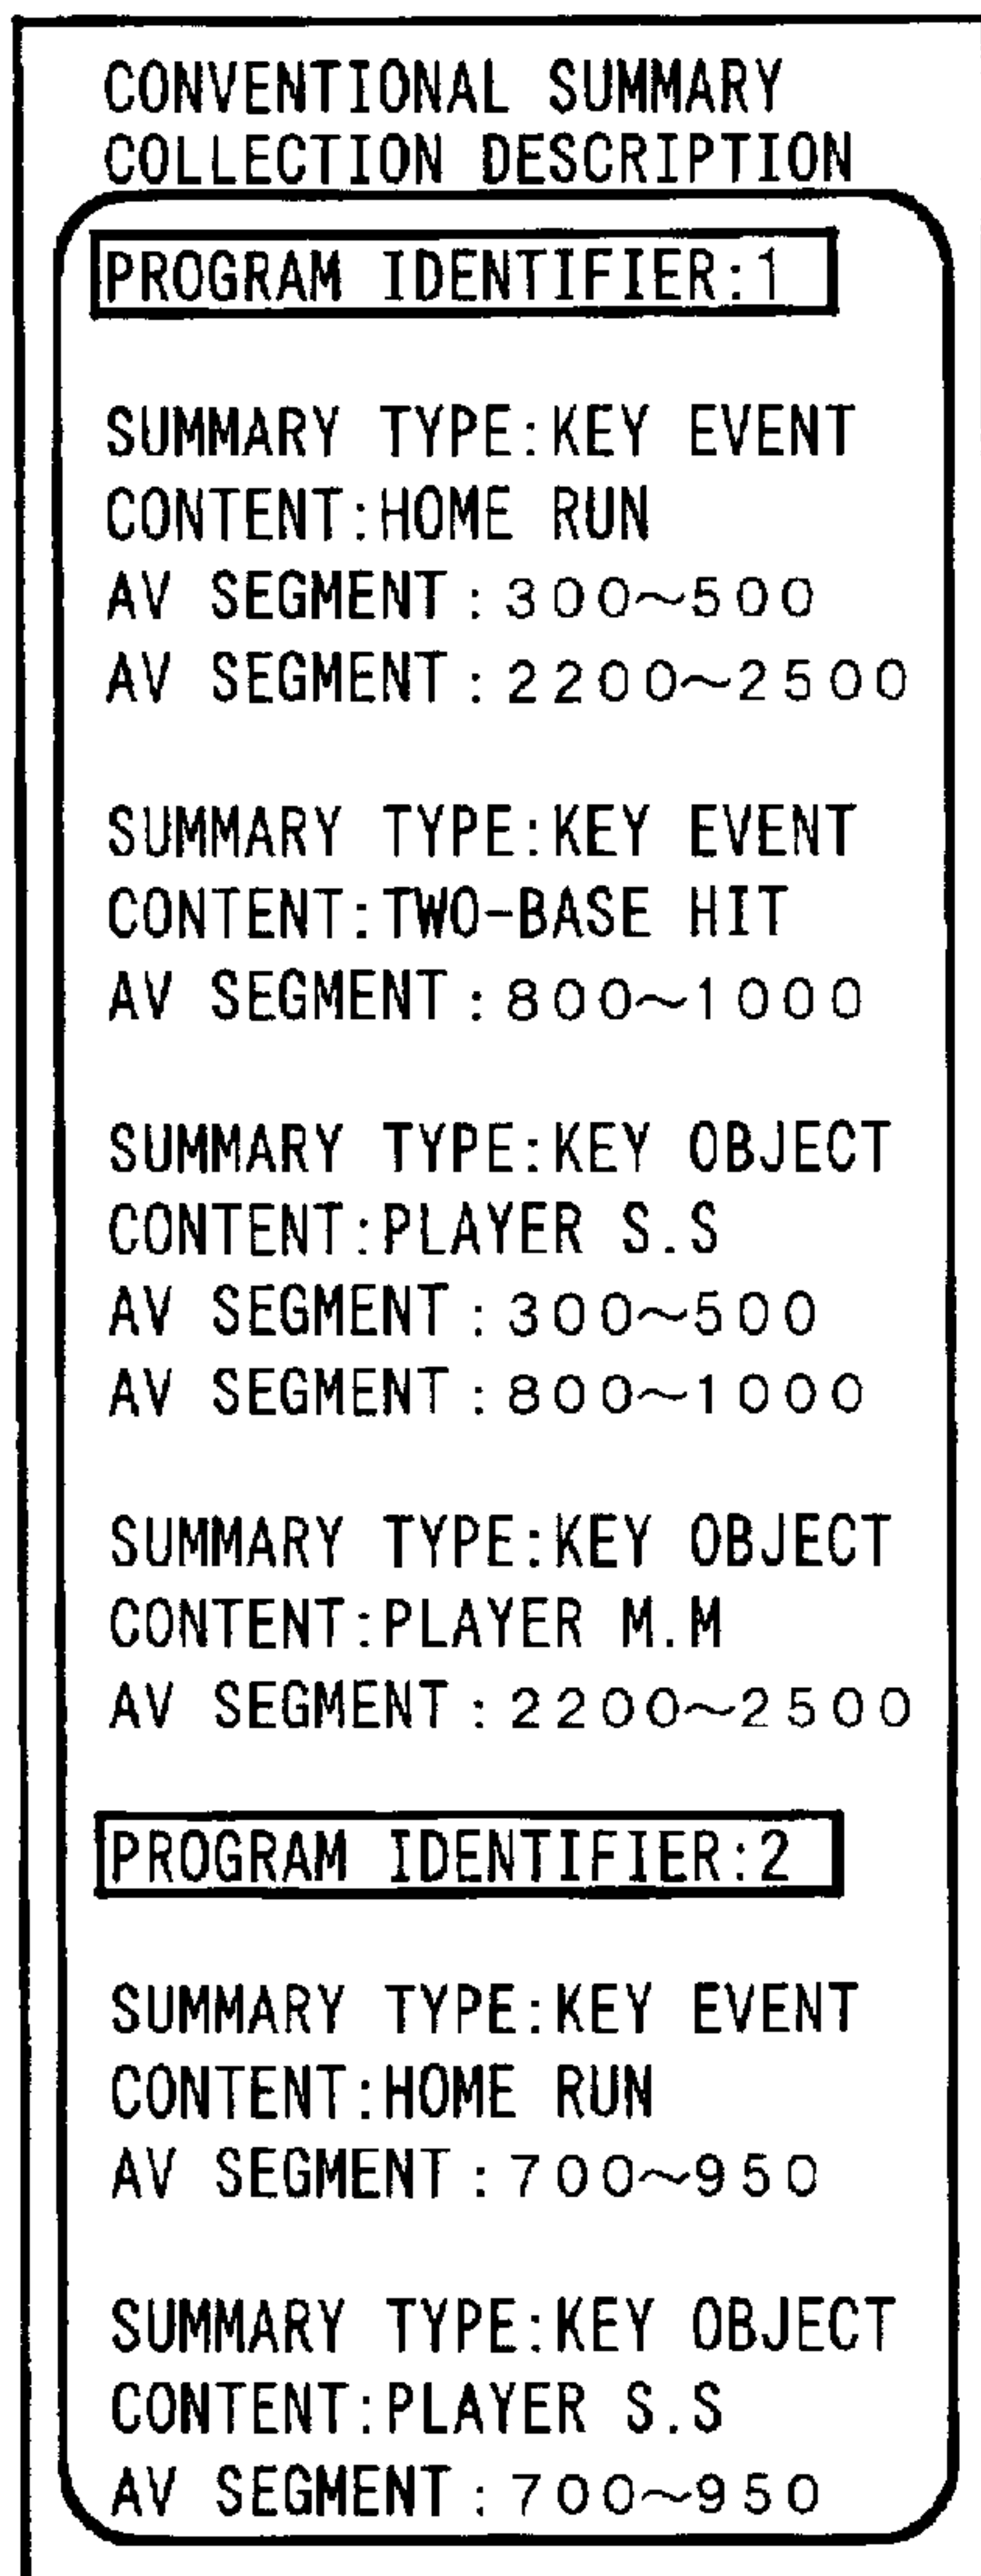 CONVENTIONAL SUMMARY
COLLECTION DESCRIPTION
PROGRAM IDENTIFIER:1
SUMMARY TYPE:KEY EVENT
CONTENT:HOME RUN
AV SEGMENT:300~500
AV SEGMENT:2200~2500
SUMMARY TYPE:KEY EVENT
CONTENT:TWO-BASE HIT
AV SEGMENT:800~1000
SUMMARY TYPE:KEY OBJECT
CONTENT:PLAYER S.S
AV SEGMENT:300~500
AV SEGMENT:800~1000
SUMMARY TYPE:KEY OBJECT
CONTENT:PLAYER M.M
AV SEGMENT:2200~2500
PROGRAM IDENTIFIER:2
SUMMARY TYPE:KEY EVENT
CONTENT:HOME RUN
AV SEGMENT:700~950
SUMMARY TYPE:KEY OBJECT
CONTENT:PLAYER S.S
AV SEGMENT:700~950